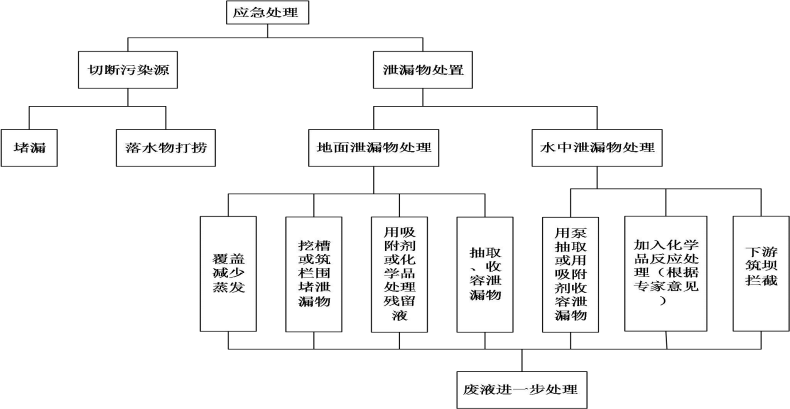 应急处理
切断污染源
泄漏物处置
堵漏
落水物打捞
地面泄漏物处理
水中泄漏物处理
覆盖
减少
蒸发
挖槽
或筑
栏围
堵泄
漏物
用吸
附剂
或化
学品
处理
残留
液
抽取
、收
容泄
漏物
用泵
抽取
或用
吸附
剂收
容泄
漏物
加入化学
品反应处
理（根据
专家意见
）
下游
筑坝
拦截
废液进一步处理